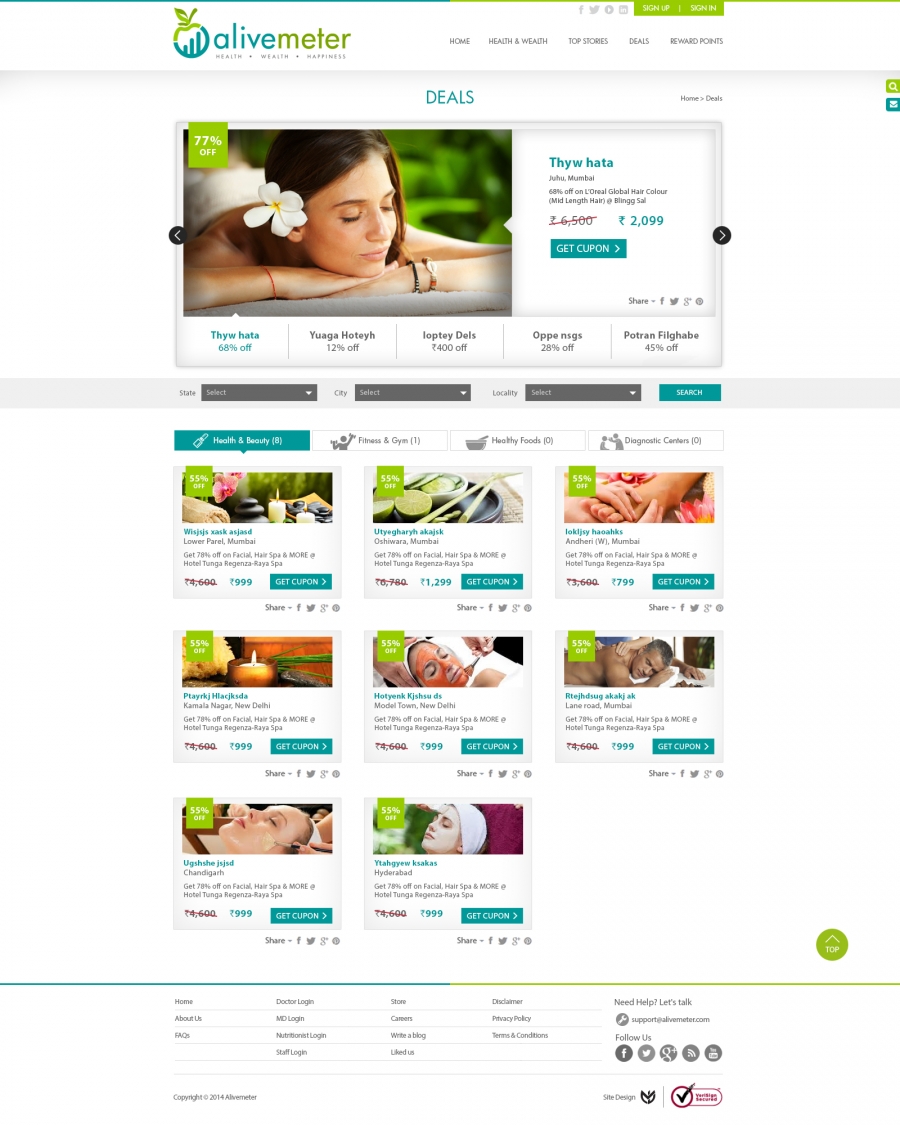 SIGN UP | SIGN IN
alivemeter
HEALTH • WEALTH • HAPPINESS
HOME HEALTH & WEALTH TOP STORIES DEALS REWARD POINTS
DEALS
Home > Deals
77%
OFF
Thyw hata
Juhu, Mumbai
68% off on L'Oreal Global Hair Colour
(Mid Length Hair) @ Blingg Sal
₹ 6,500 ₹ 2,099
GET CUPON
Share
Thyw hata
68% off
Yuaga Hoteyh
12% off
Ioptey Dels
₹400 off
Oppe nsgs
28% off
Potran Filghabe
45% off
State Select City Select Locality Select SEARCH
Health & Beauty (8) Fitness & Gym (1) Healthy Foods (0) Diagnostic Centers (0)
55%
OFF
Wisjsjs xask asjasd
Lower Parel, Mumbai
Get 78% off on Facial, Hair Spa & MORE @
Hotel Tunga Regenza-Raya Spa
₹4,600 ₹999 GET CUPON
Share
55%
OFF
Utyegharyh akajsk
Oshiwara, Mumbai
Get 78% off on Facial, Hair Spa & MORE @
Hotel Tunga Regenza-Raya Spa
₹6,780 ₹1,299 GET CUPON
Share
55%
OFF
Iokljsy haoahks
Andheri (W), Mumbai
Get 78% off on Facial, Hair Spa & MORE @
Hotel Tunga Regenza-Raya Spa
₹3,600 ₹799 GET CUPON
Share
55%
OFF
Ptayrkj Hlacjksda
Kamala Nagar, New Delhi
Get 78% off on Facial, Hair Spa & MORE @
Hotel Tunga Regenza-Raya Spa
₹4,600 ₹999 GET CUPON
Share
55%
OFF
Hotyenk Kjshsu ds
Model Town, New Delhi
Get 78% off on Facial, Hair Spa & MORE @
Hotel Tunga Regenza-Raya Spa
₹4,600 ₹999 GET CUPON
Share
55%
OFF
Rtejhdsug akakj ak
Lane road, Mumbai
Get 78% off on Facial, Hair Spa & MORE @
Hotel Tunga Regenza-Raya Spa
₹4,600 ₹999 GET CUPON
Share
55%
OFF
Ugshshe jsjsd
Chandigarh
Get 78% off on Facial, Hair Spa & MORE @
Hotel Tunga Regenza-Raya Spa
₹4,600 ₹999 GET CUPON
Share
55%
OFF
Ytahgyew ksakas
Hyderabad
Get 78% off on Facial, Hair Spa & MORE @
Hotel Tunga Regenza-Raya Spa
₹4,600 ₹999 GET CUPON
Share
TOP
Home
About Us
FAQs
Doctor Login
MD Login
Nutritionist Login
Staff Login
Store
Careers
Write a blog
Liked us
Disclaimer
Privacy Policy
Terms & Conditions
Need Help? Let's talk
support@alivemeter.com
Follow Us
Copyright © 2014 Alivemeter
Site Design
VeriSign
Secured